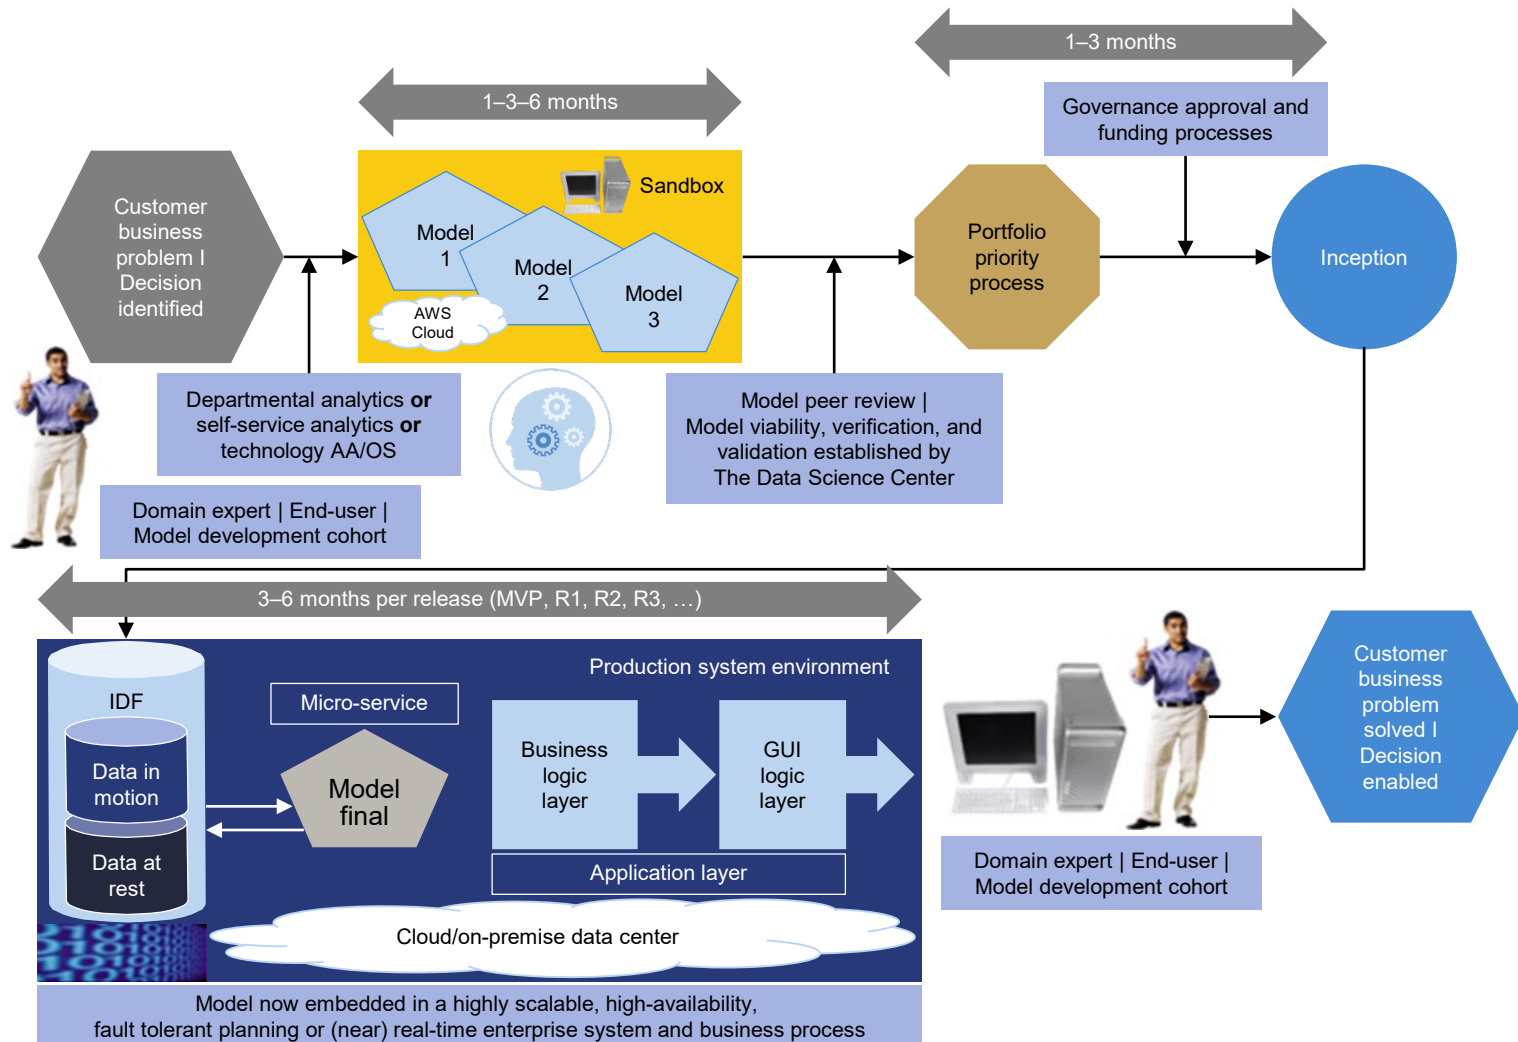 1–3 months
1–3–6 months
Governance approval and
funding processes
Customer
business
problem I
Decision
identified
Sandbox
Model
1
Model
2
Model
3
AWS
Cloud
Portfolio
priority
process
Inception
Departmental analytics or
self-service analytics or
technology AA/OS
Model peer review |
Model viability, verification, and
validation established by
The Data Science Center
Domain expert | End-user |
Model development cohort
3–6 months per release (MVP, R1, R2, R3, …)
Production system environment
IDF
Data in
motion
Data at
rest
Micro-service
Model
final
Business
logic
layer
GUI
logic
layer
Application layer
Cloud/on-premise data center
Customer
business
problem
solved I
Decision
enabled
Domain expert | End-user |
Model development cohort
Model now embedded in a highly scalable, high-availability,
fault tolerant planning or (near) real-time enterprise system and business process